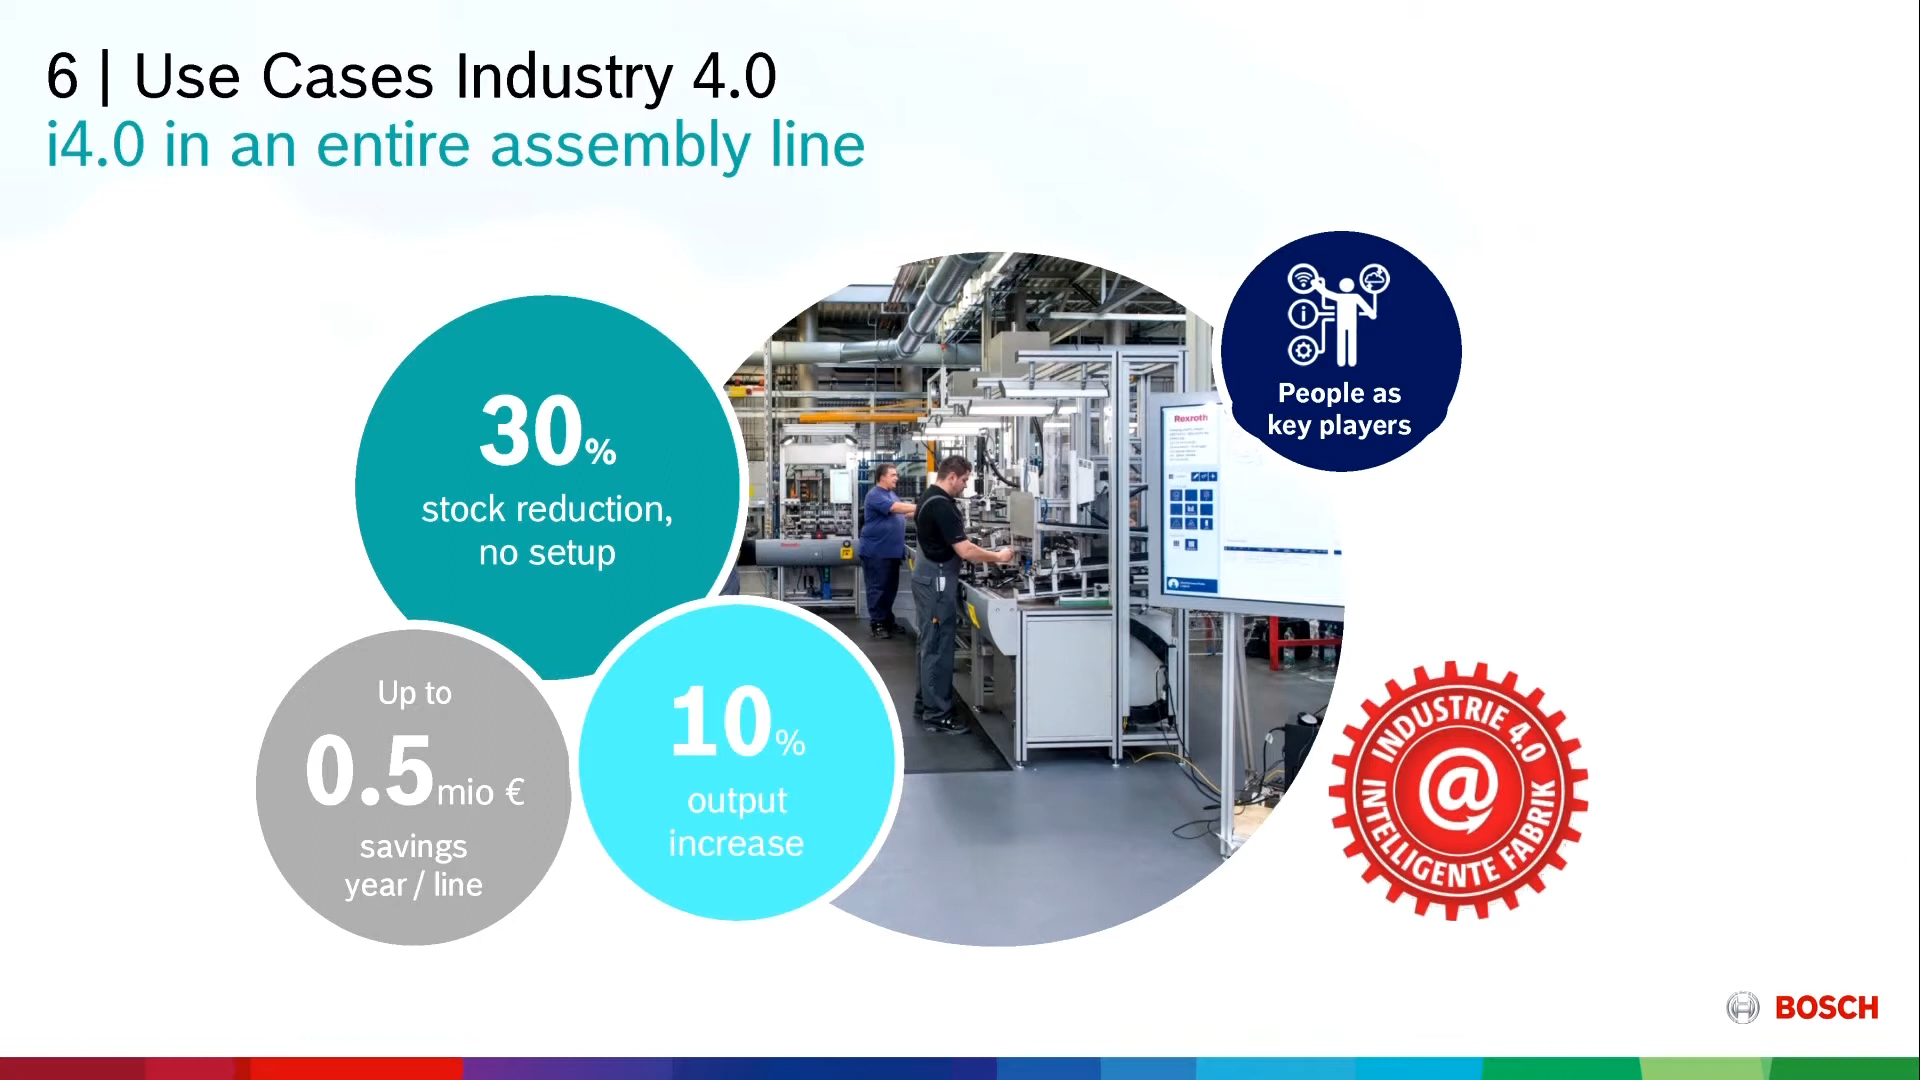 6 | Use Cases Industry 4.0
i4.0 in an entire assembly line
30%
stock reduction,
no setup
Up to
0.5 mio €
savings
year / line
10%
output
increase
People as
key players
Rexroth
INDUSTRIE 4.0
@
INTELLIGENTE FABRIK
BOSCH